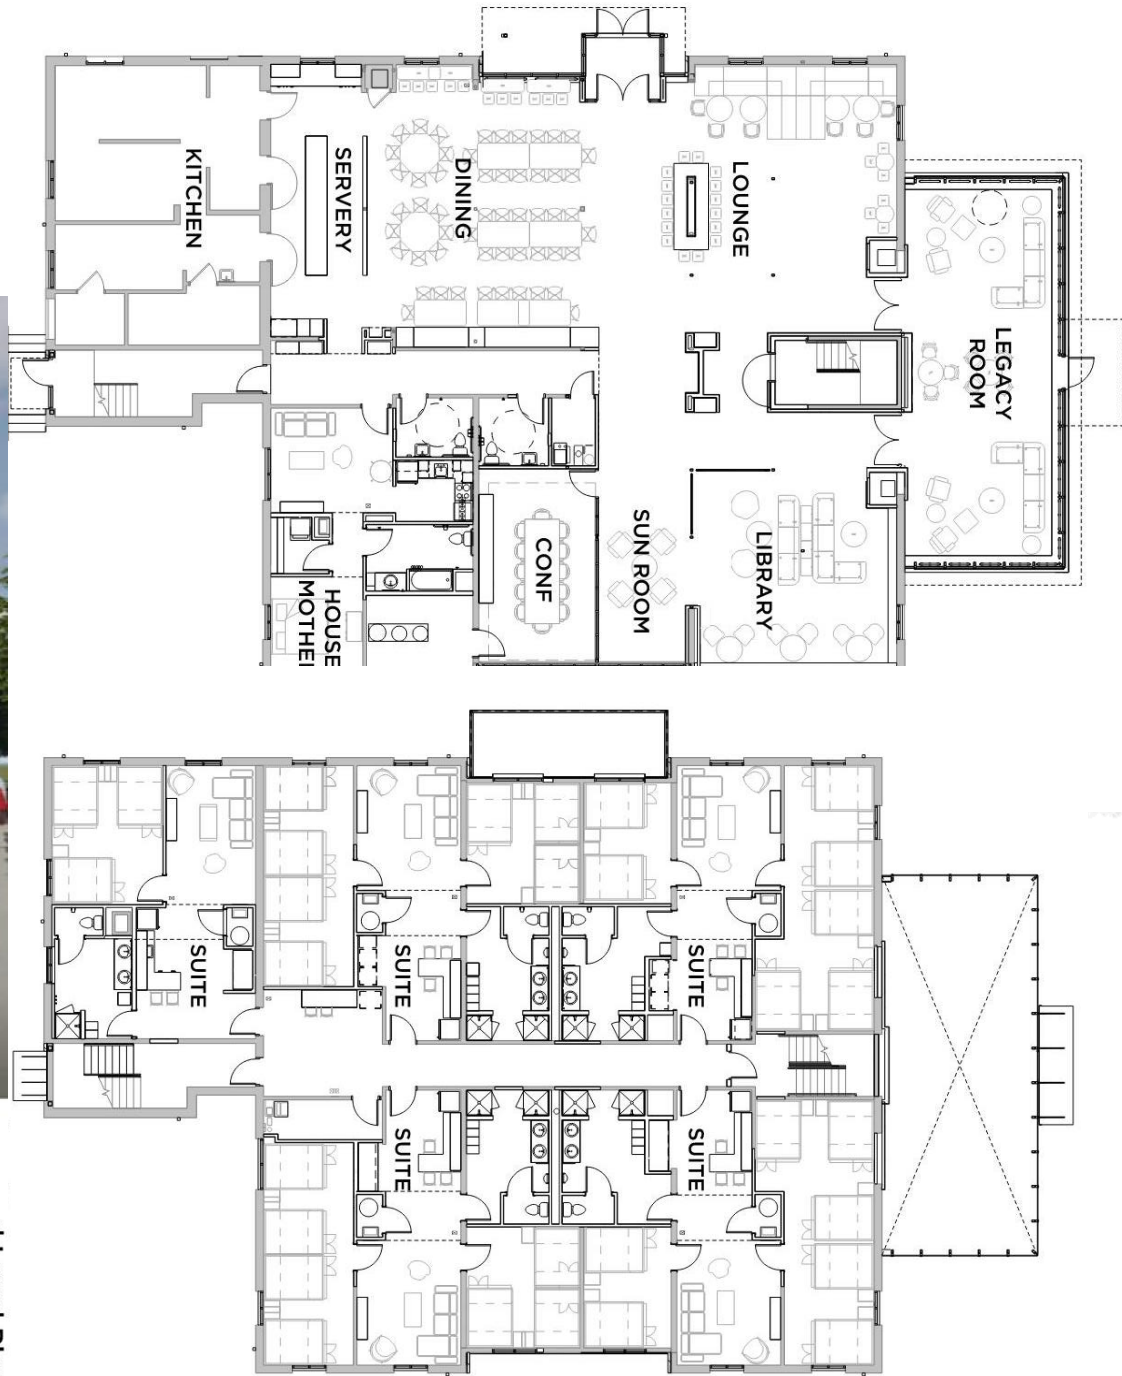 KITCHEN
SERVERY
DINING
LOUNGE
LEGACY
ROOM
CONF
SUN ROOM
LIBRARY
HOUSE
SUITE
SUITE
SUITE
SUITE
SUITE